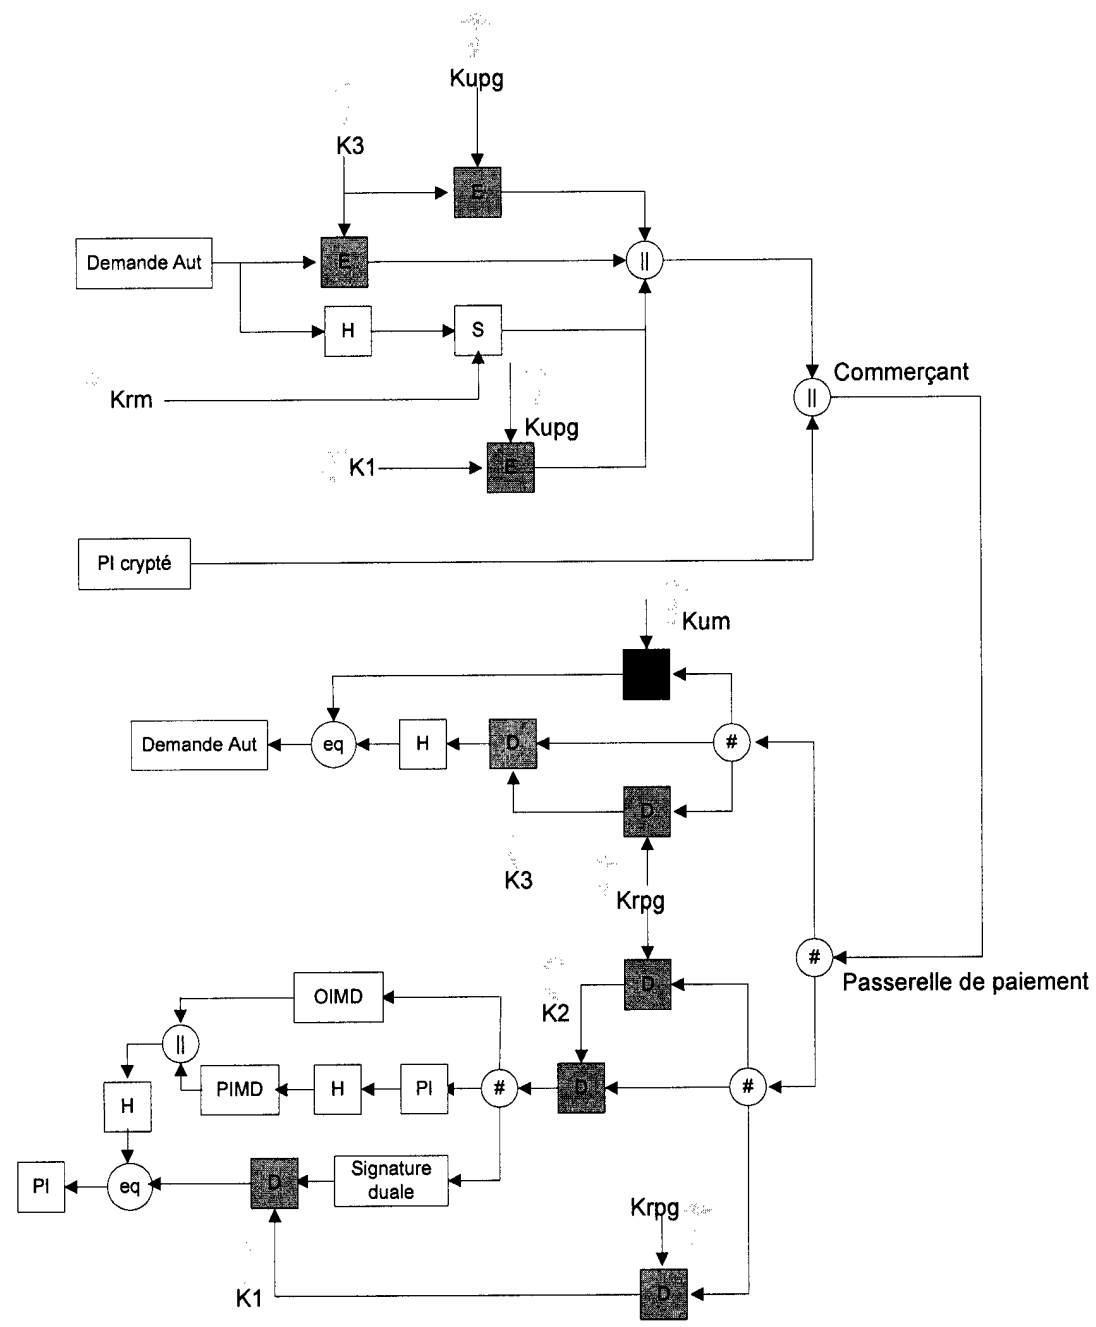 Kupg
K3
E
Demande Aut
E
||
H
S
Commerçant
||
Krm
Kupg
K1
E
PI crypté
Kum
Demande Aut
eq
H
D
#
D
K3
Krpg
#
Passerelle de paiement
D
OIMD
K2
||
PIMD
H
PI
#
D
#
H
PI
eq
D
Signature
duale
Krpg
K1
D